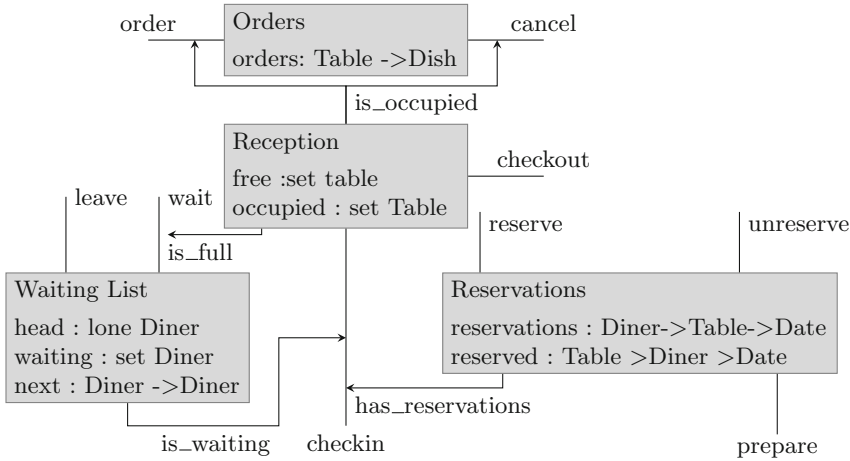 order
Orders
cancel
orders: Table ->Dish
is_occupied
Reception
checkout
free :set table
occupied : set Table
leave
wait
reserve
unreserve
is_full
Waiting List
head : lone Diner
waiting : set Diner
next : Diner ->Diner
Reservations
reservations : Diner->Table->Date
reserved : Table >Diner >Date
has_reservations
is_waiting
checkin
prepare